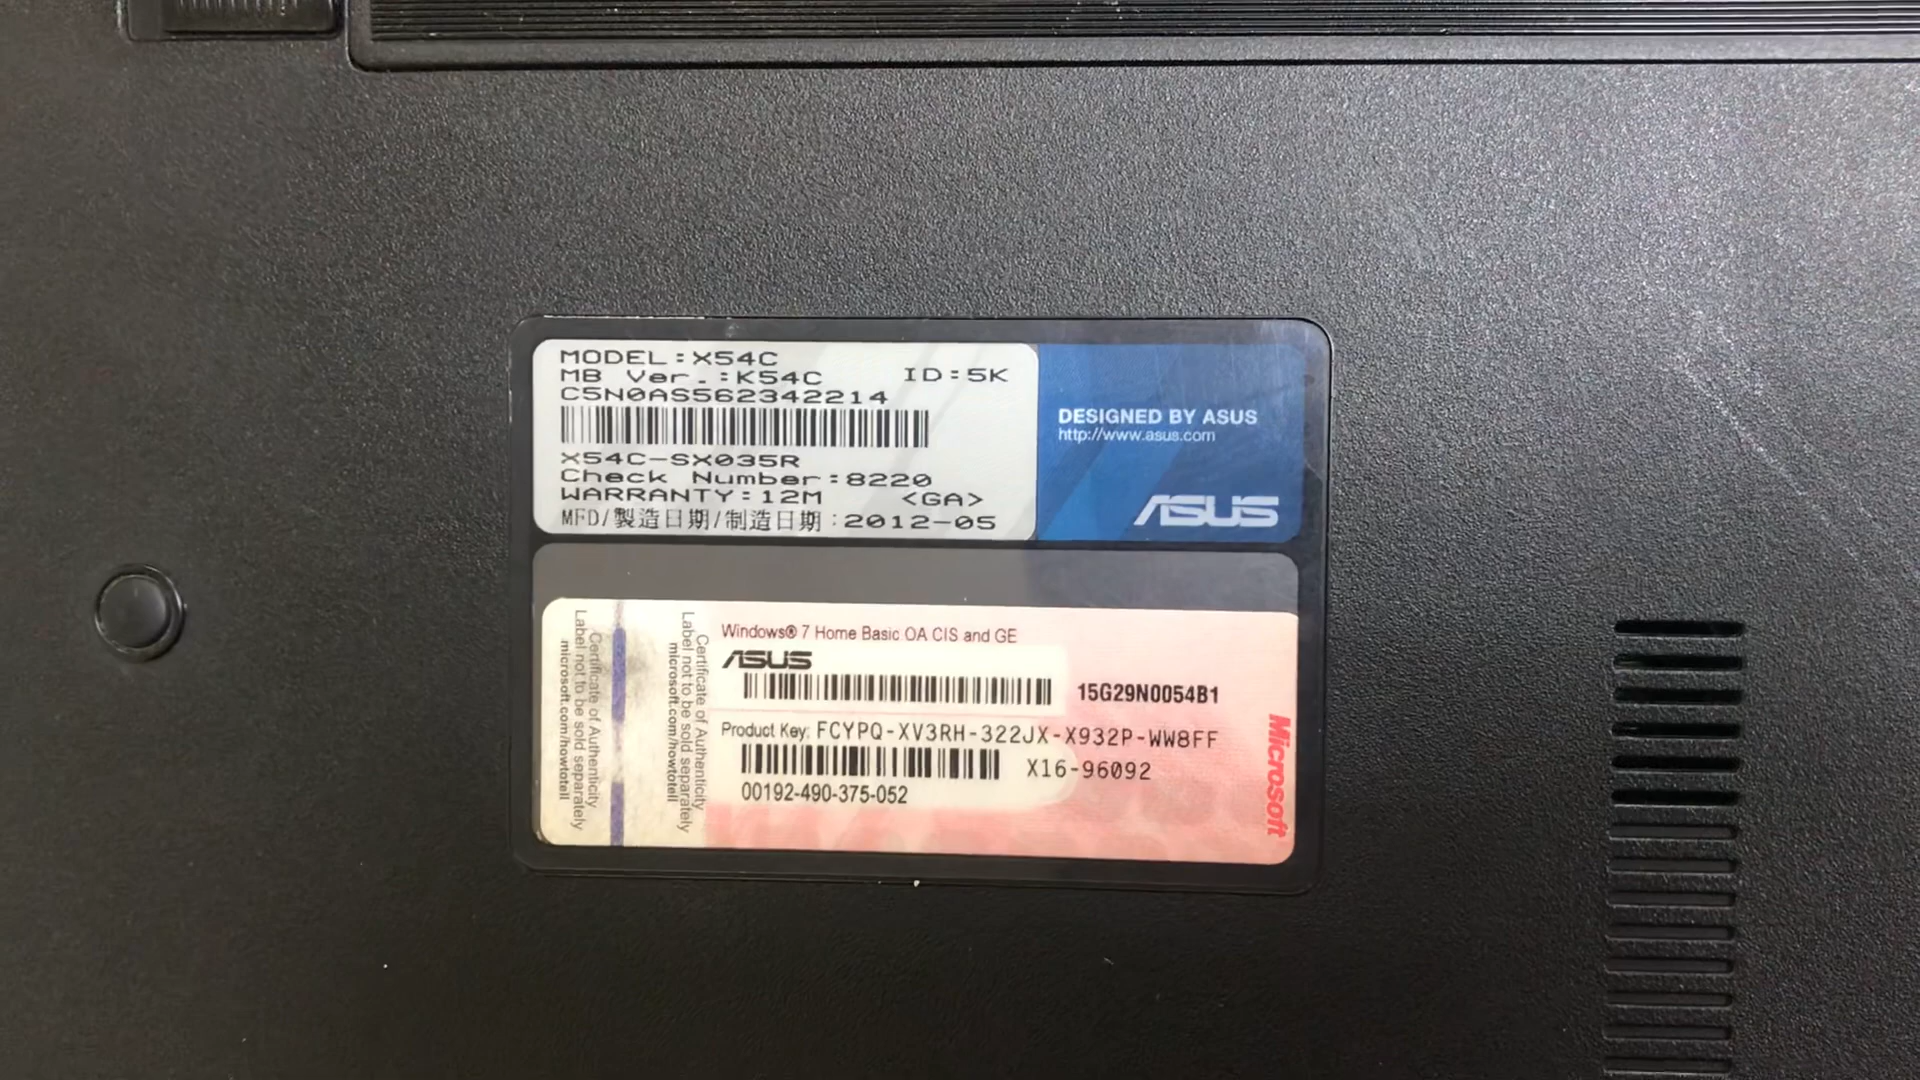 MODEL:X54C
MB Ver.:K54C ID:5K
C5N0AS562342214
X54C-SX035R
Check Number:8220
WARRANTY:12M <GA>
MFD/製造日期/制造日期:2012-05
DESIGNED BY ASUS
http://www.asus.com
ASUS
Certificate of Authenticity
Label not to be sold separately
microsoft.com/howtotell
Certificate of Authenticity
Label not to be sold separately
microsoft.com/howtotell
Windows® 7 Home Basic OA CIS and GE
ASUS
15G29N0054B1
Product Key: FCYPQ-XV3RH-322JX-X932P-WW8FF
X16-96092
00192-490-375-052
Microsoft